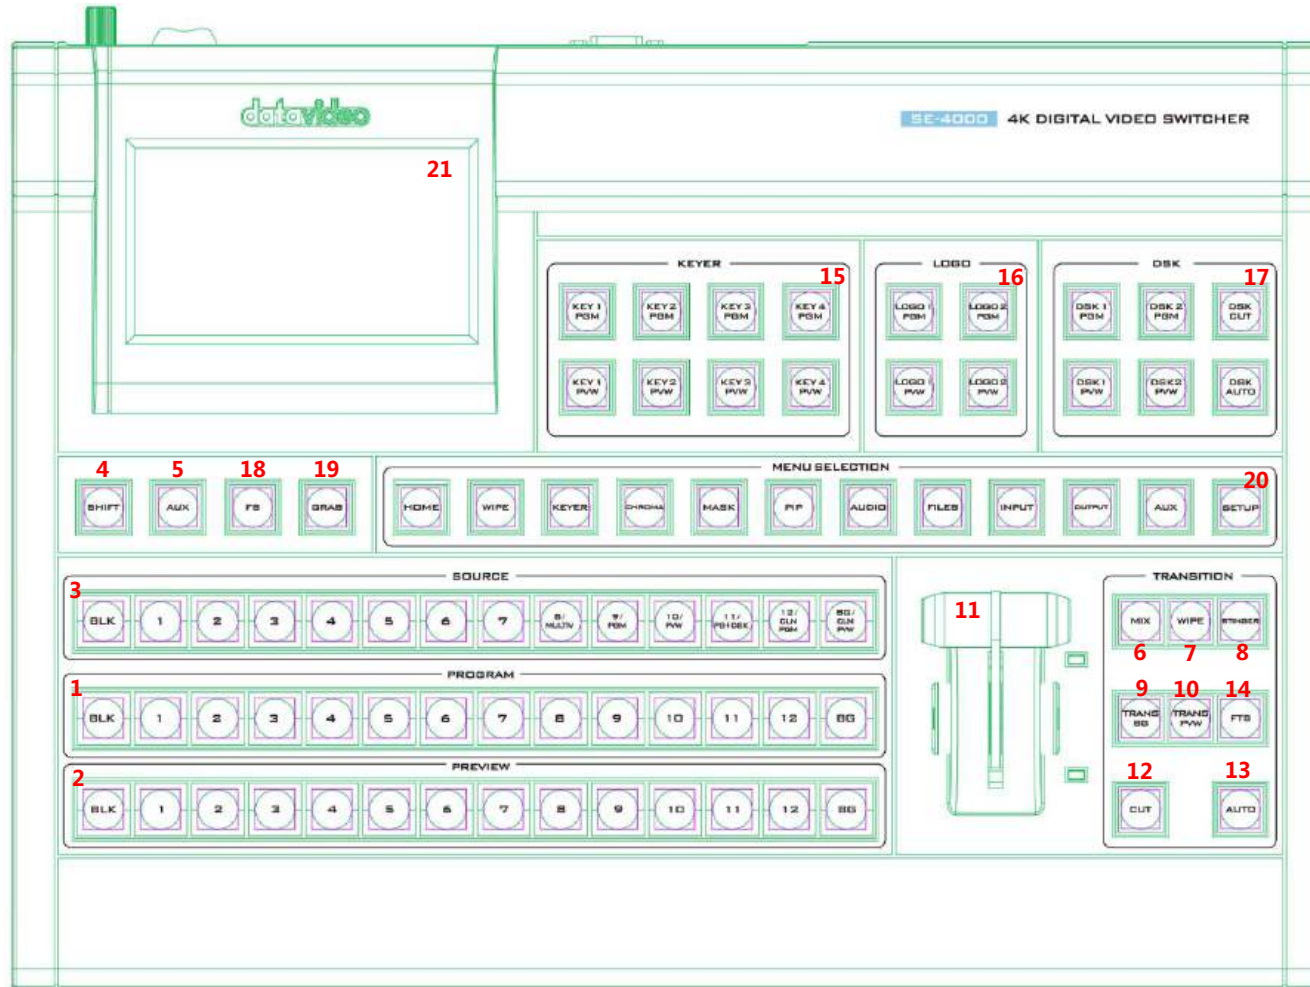 datavideo
SE-4000 4K DIGITAL VIDEO SWITCHER
21
KEYER 15
LOGO 16
DSK 17
KEY 1 PGM
KEY 2 PGM
KEY 3 PGM
KEY 4 PGM
LOGO 1 PGM
LOGO 2 PGM
DSK 1 PGM
DSK 2 PGM
DSK CUT
KEY 1 PVW
KEY 2 PVW
KEY 3 PVW
KEY 4 PVW
LOGO 1 PVW
LOGO 2 PVW
DSK 1 PVW
DSK 2 PVW
DSK AUTO
4 5 18 19
SHIFT AUX FS GRAB
MENU SELECTION
20
HOME WIPE KEYER CHROMA MASK PIP AUDIO FILES INPUT OUTPUT AUX SETUP
SOURCE
3
BLK 1 2 3 4 5 6 7 8/MULTIV 9/PGM 10/PVW 11/PG+DSK 12/CLN PGM BG/CLN PVW
PROGRAM
1
BLK 1 2 3 4 5 6 7 8 9 10 11 12 BG
PREVIEW
2
BLK 1 2 3 4 5 6 7 8 9 10 11 12 BG
11
TRANSITION
MIX WIPE STINGER
6 7 8
9 10 14
TRANS BG
TRANS PVW
FTB
12 13
CUT AUTO